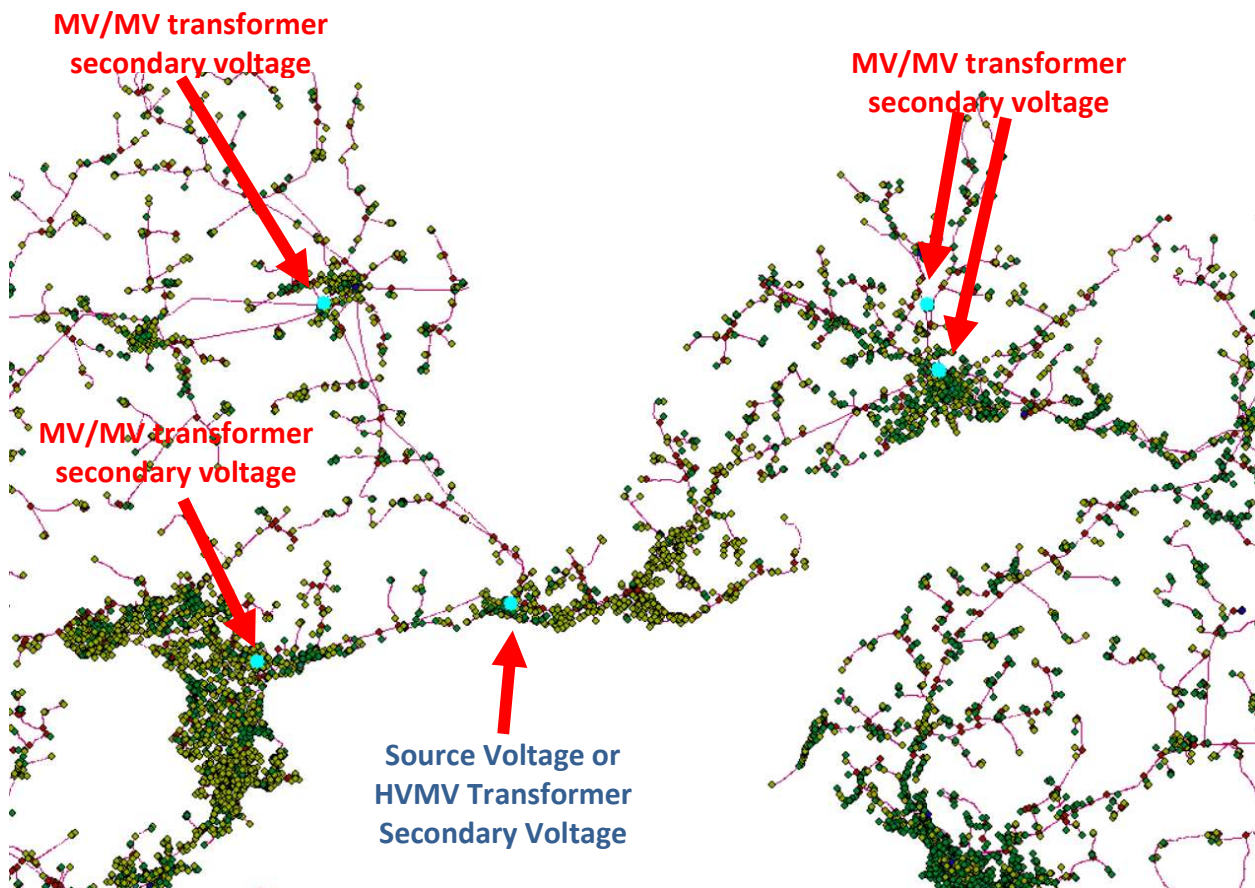 MV/MV transformer
secondary voltage
MV/MV transformer
secondary voltage
MV/MV transformer
secondary voltage
Source Voltage or
HVMV Transformer
Secondary Voltage